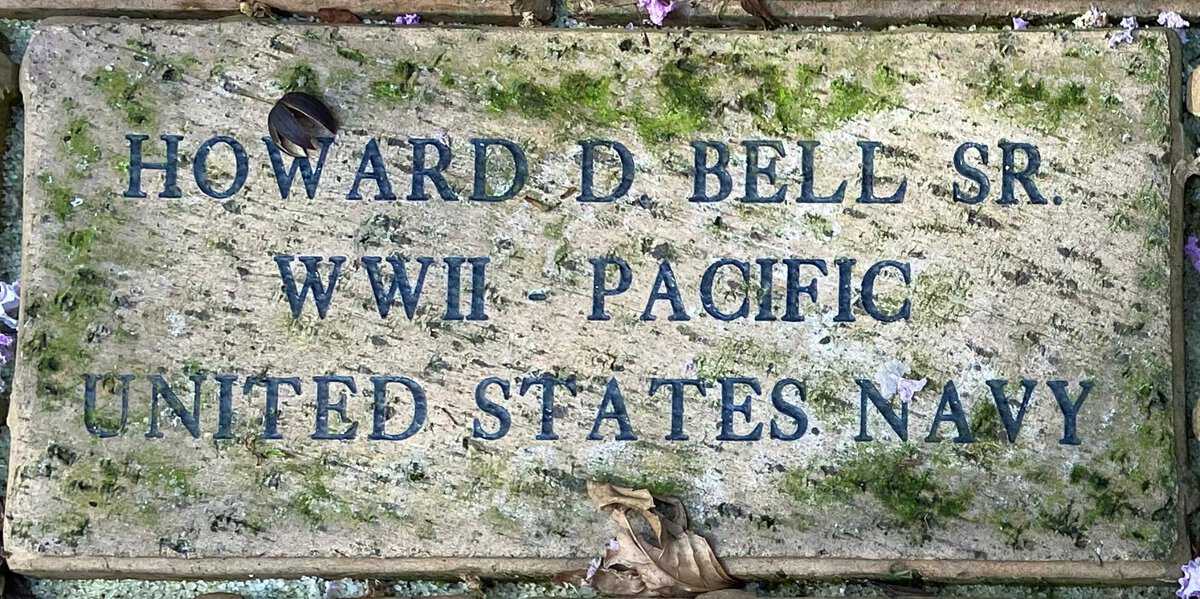 HOWARD D. BELL SR.
WWII - PACIFIC
UNITED STATES NAVY